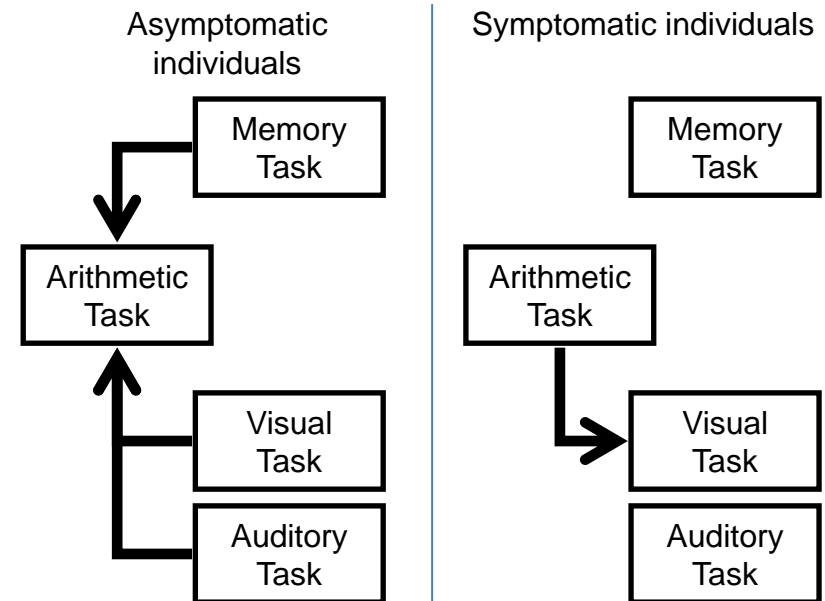 Asymptomatic
individuals
Memory
Task
Arithmetic
Task
Visual
Task
Auditory
Task
Symptomatic individuals
Memory
Task
Arithmetic
Task
Visual
Task
Auditory
Task